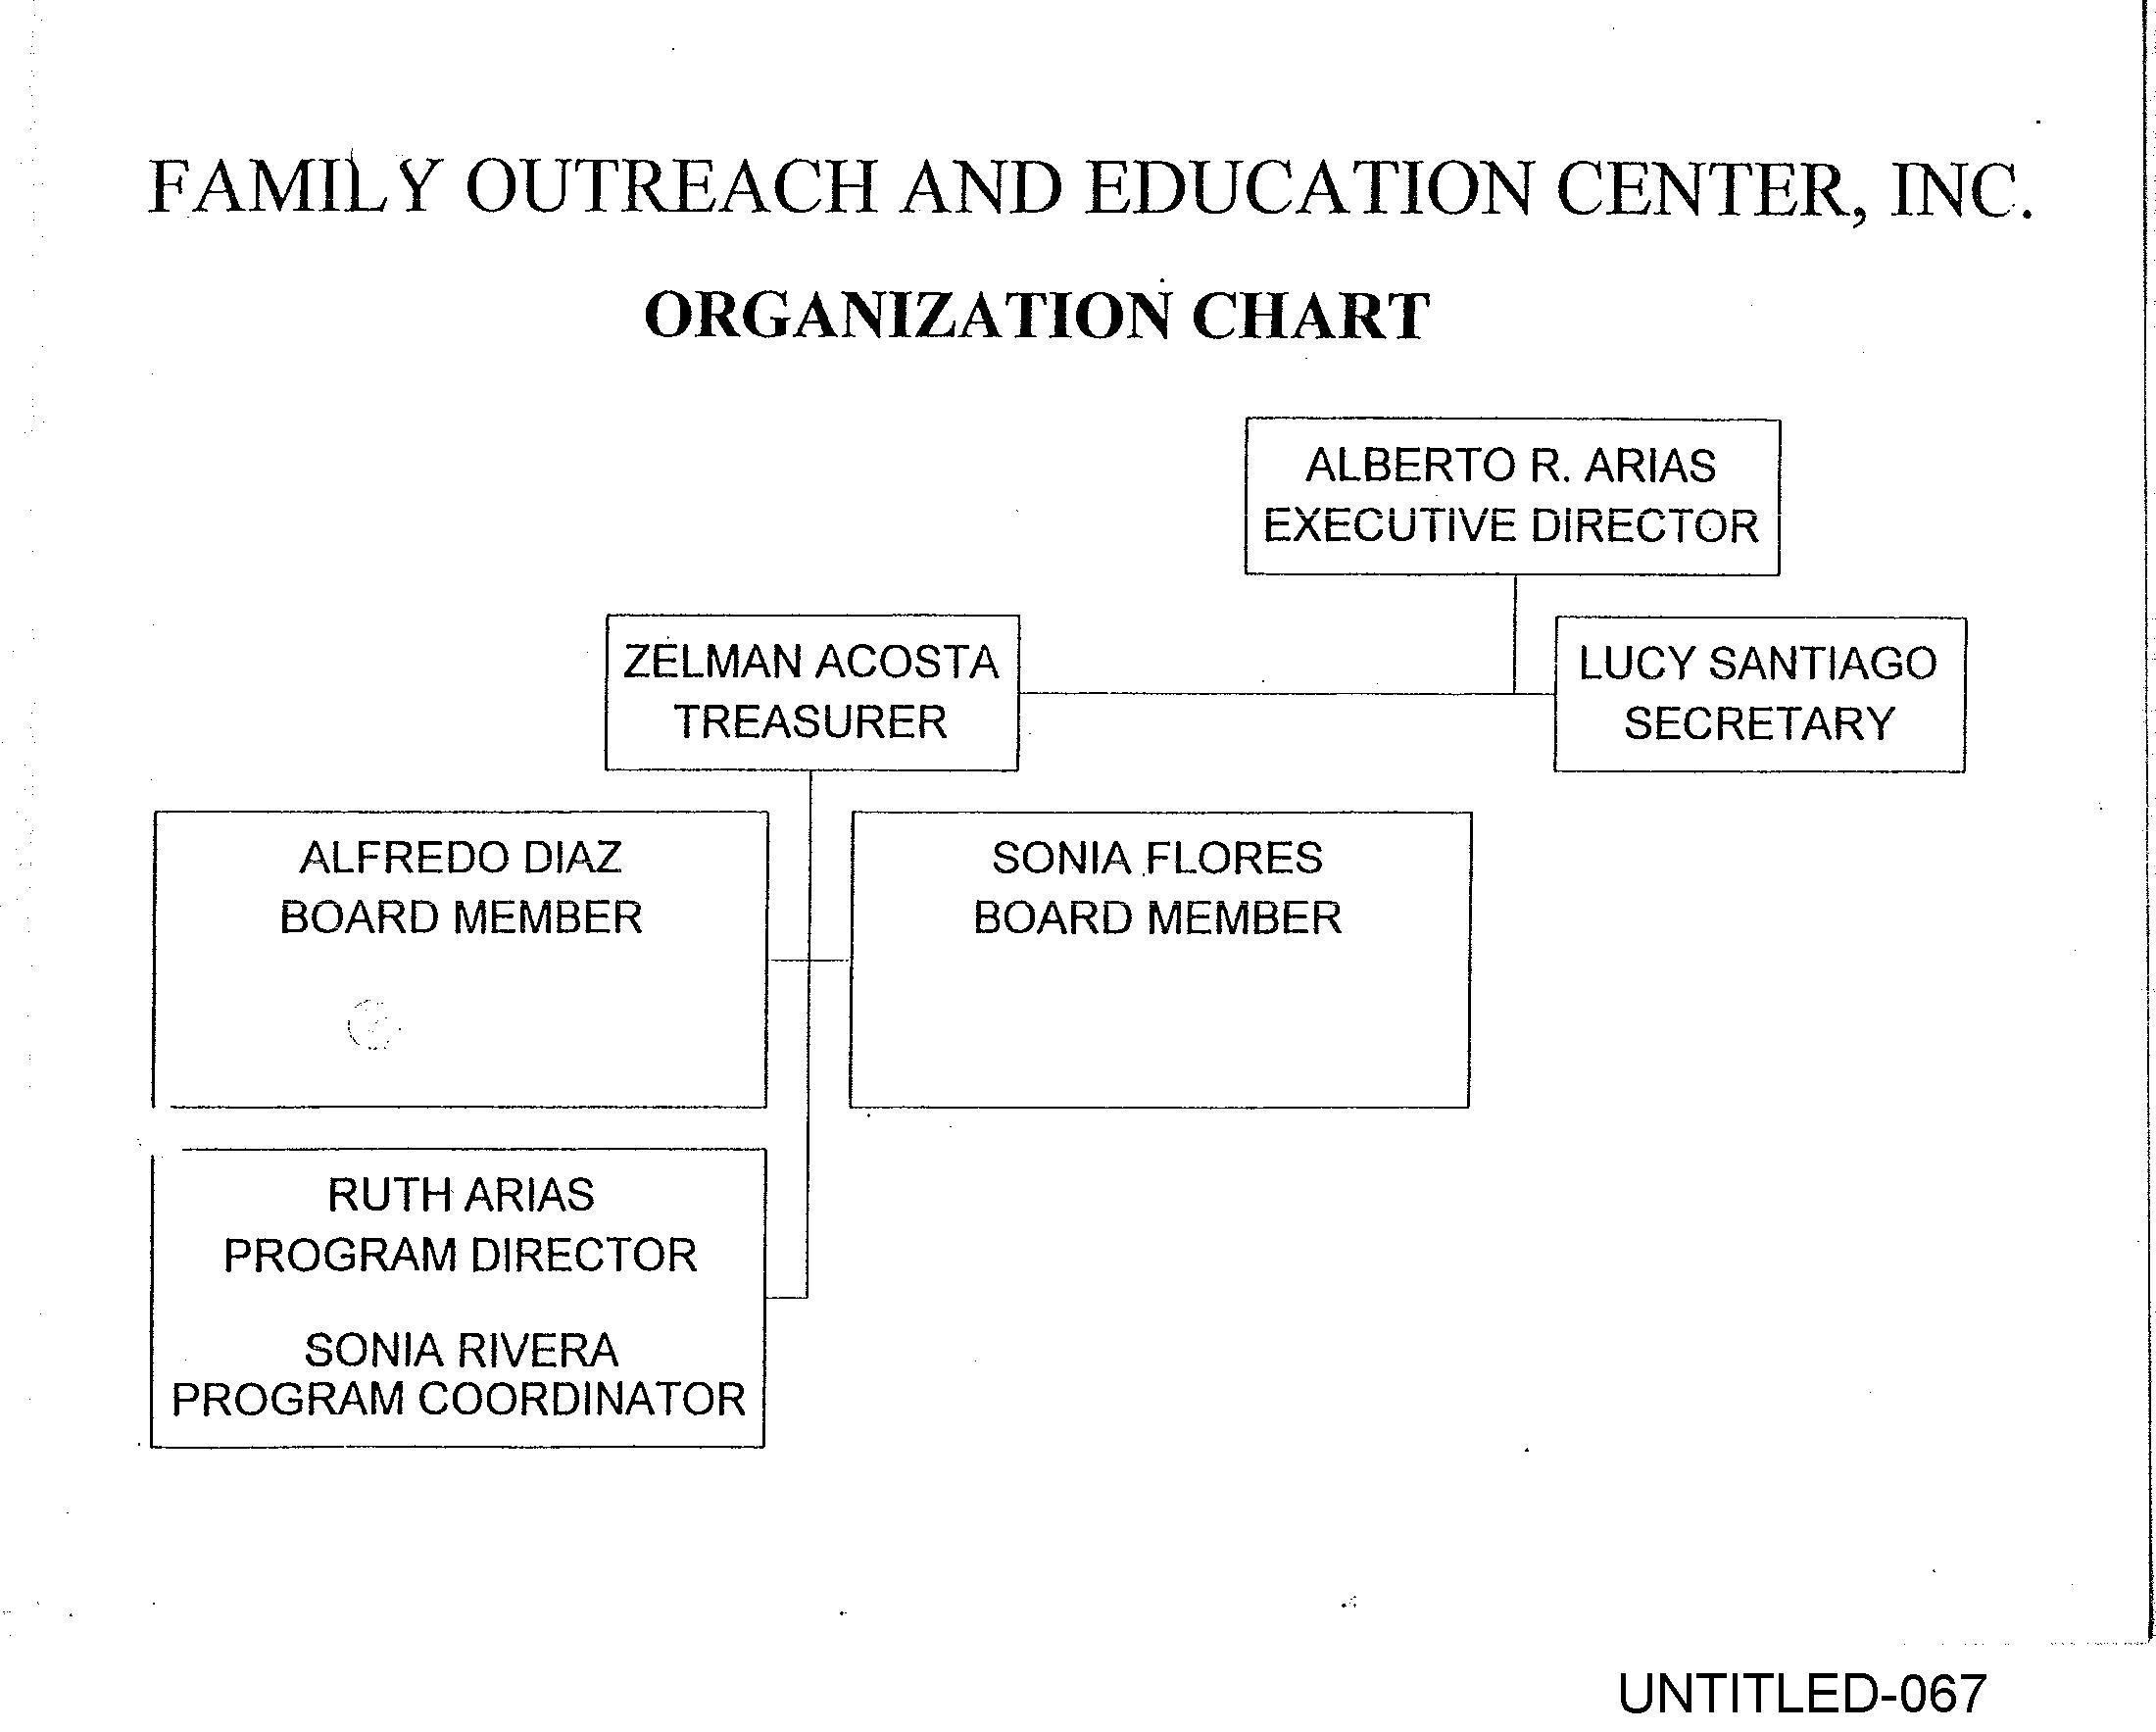 FAMILY OUTREACH AND EDUCATION CENTER, INC.
ORGANIZATION CHART
ALBERTO R. ARIAS
EXECUTIVE DIRECTOR
ZELMAN ACOSTA
TREASURER
LUCY SANTIAGO
SECRETARY
ALFREDO DIAZ
BOARD MEMBER
SONIA FLORES
BOARD MEMBER
RUTH ARIAS
PROGRAM DIRECTOR
SONIA RIVERA
PROGRAM COORDINATOR
UNTITLED-067